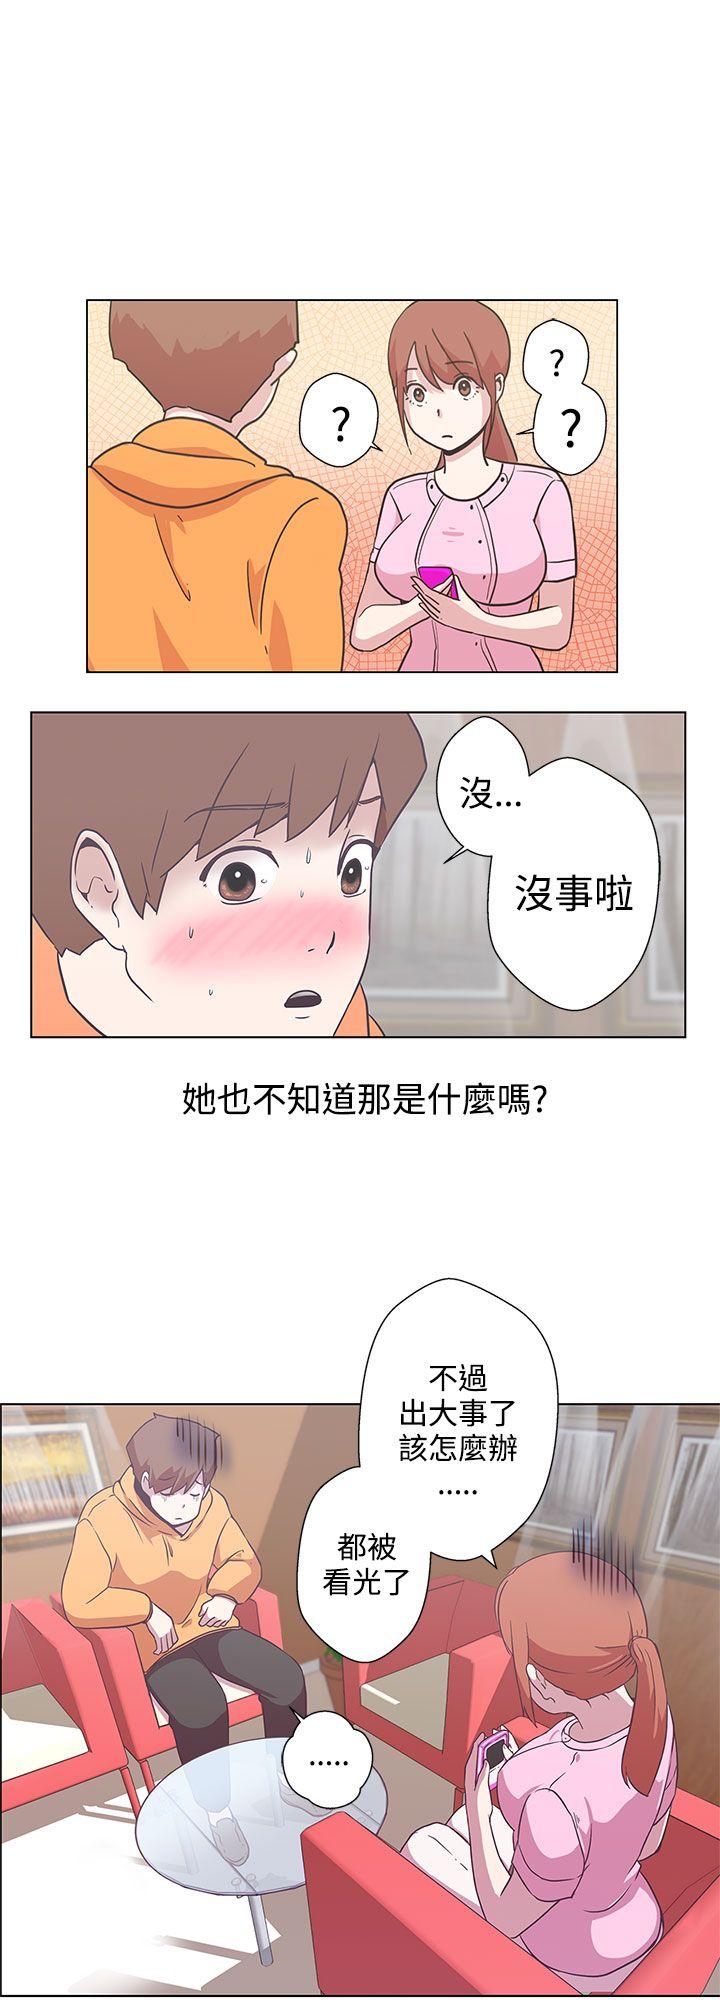 ?
?
?
沒...
沒事啦
她也不知道那是什麼嗎?
不過
出大事了
該怎麼辦
.....
都被
看光了
.....